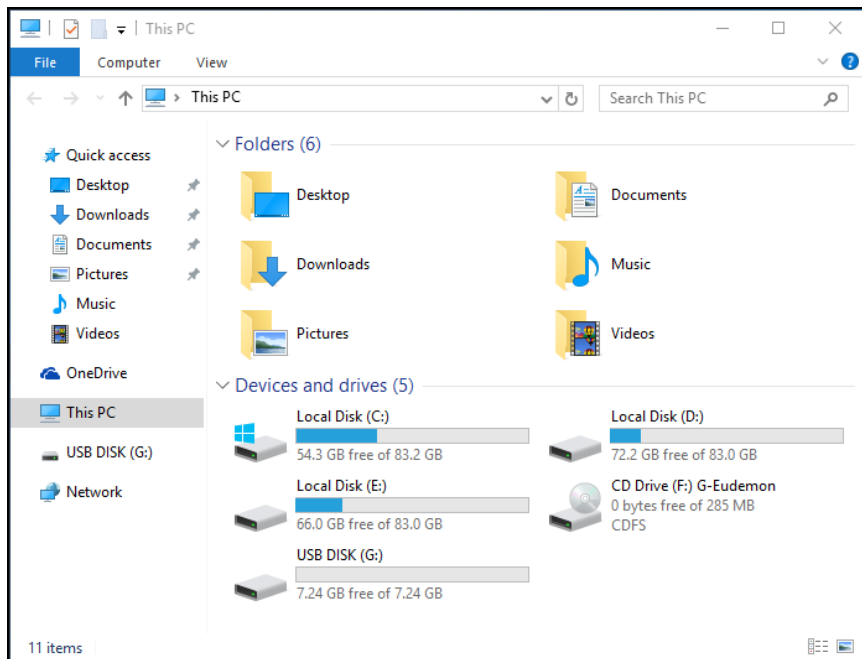 This PC
File Computer View
This PC
Search This PC
Quick access
Desktop
Downloads
Documents
Pictures
Music
Videos
OneDrive
This PC
USB DISK (G:)
Network
Folders (6)
Desktop
Documents
Downloads
Music
Pictures
Videos
Devices and drives (5)
Local Disk (C:)
54.3 GB free of 83.2 GB
Local Disk (D:)
72.2 GB free of 83.0 GB
Local Disk (E:)
66.0 GB free of 83.0 GB
CD Drive (F:) G-Eudemon
0 bytes free of 285 MB
CDFS
USB DISK (G:)
7.24 GB free of 7.24 GB
11 items